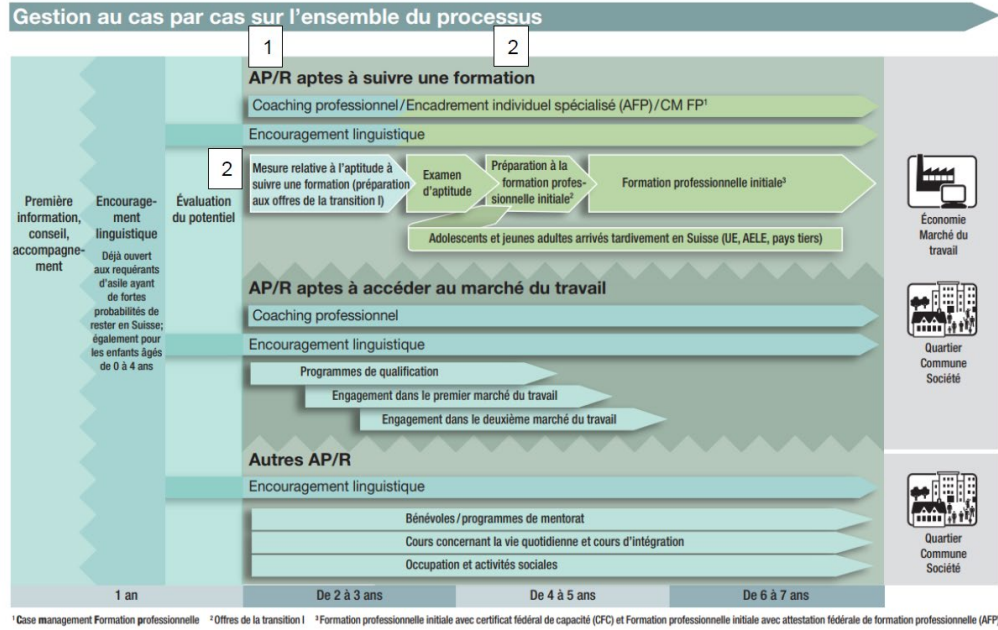 Gestion au cas par cas sur l'ensemble du processus
1
2
AP/R aptes à suivre une formation
Coaching professionnel/Encadrement individuel spécialisé (AFP)/CM FP¹
Encouragement linguistique
2
Mesure relative à l'aptitude à
suivre une formation (préparation
aux offres de la transition I)
Examen
d'aptitude
Préparation à la
formation profes-
sionnelle initiale²
Formation professionnelle initiale³
Adolescents et jeunes adultes arrivés tardivement en Suisse (UE, AELE, pays tiers)
Première
information,
conseil,
accompagne-
ment
Encourage-
ment
linguistique
Déjà ouvert
aux requérants
d'asile ayant
de fortes
probabilités de
rester en Suisse;
également pour
les enfants âgés
de 0 à 4 ans
Évaluation
du potentiel
Économie
Marché du
travail
AP/R aptes à accéder au marché du travail
Coaching professionnel
Encouragement linguistique
Programmes de qualification
Engagement dans le premier marché du travail
Engagement dans le deuxième marché du travail
Quartier
Commune
Société
Autres AP/R
Encouragement linguistique
Bénévoles/programmes de mentorat
Cours concernant la vie quotidienne et cours d'intégration
Occupation et activités sociales
Quartier
Commune
Société
1 an
De 2 à 3 ans
De 4 à 5 ans
De 6 à 7 ans
¹Case management Formation professionnelle ²Offres de la transition I ³Formation professionnelle initiale avec certificat fédéral de capacité (CFC) et Formation professionnelle initiale avec attestation fédérale de formation professionnelle (AFP)